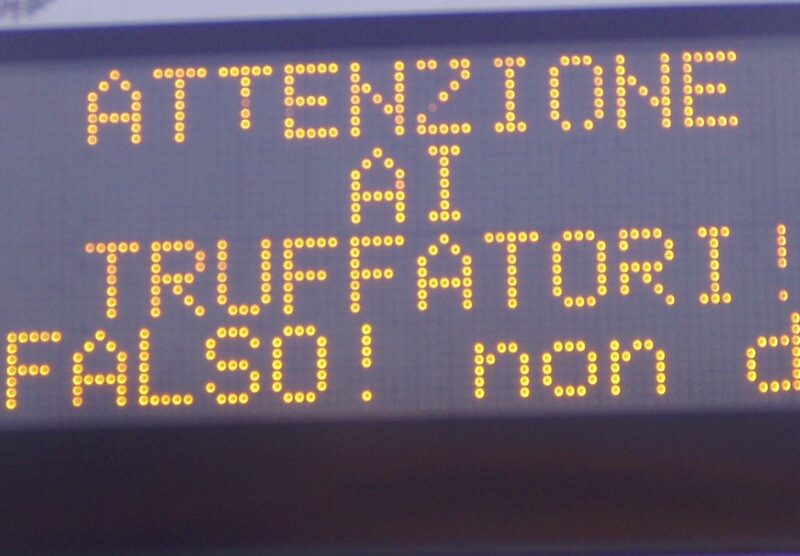 ATTENZIONE
AI
TRUFFATORI!
FALSO! non d